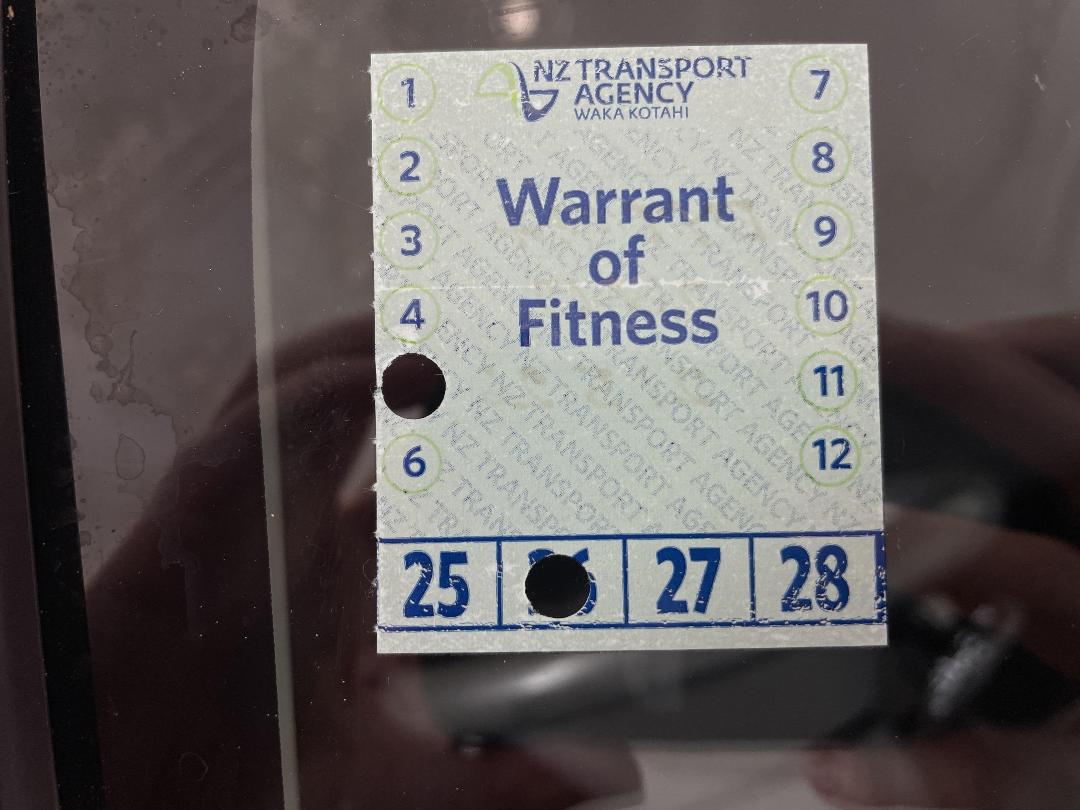 NZ TRANSPORT
AGENCY
WAKA KOTAHI
1
2
3
4
6
7
8
9
10
11
12
Warrant
of
Fitness
25 27 28